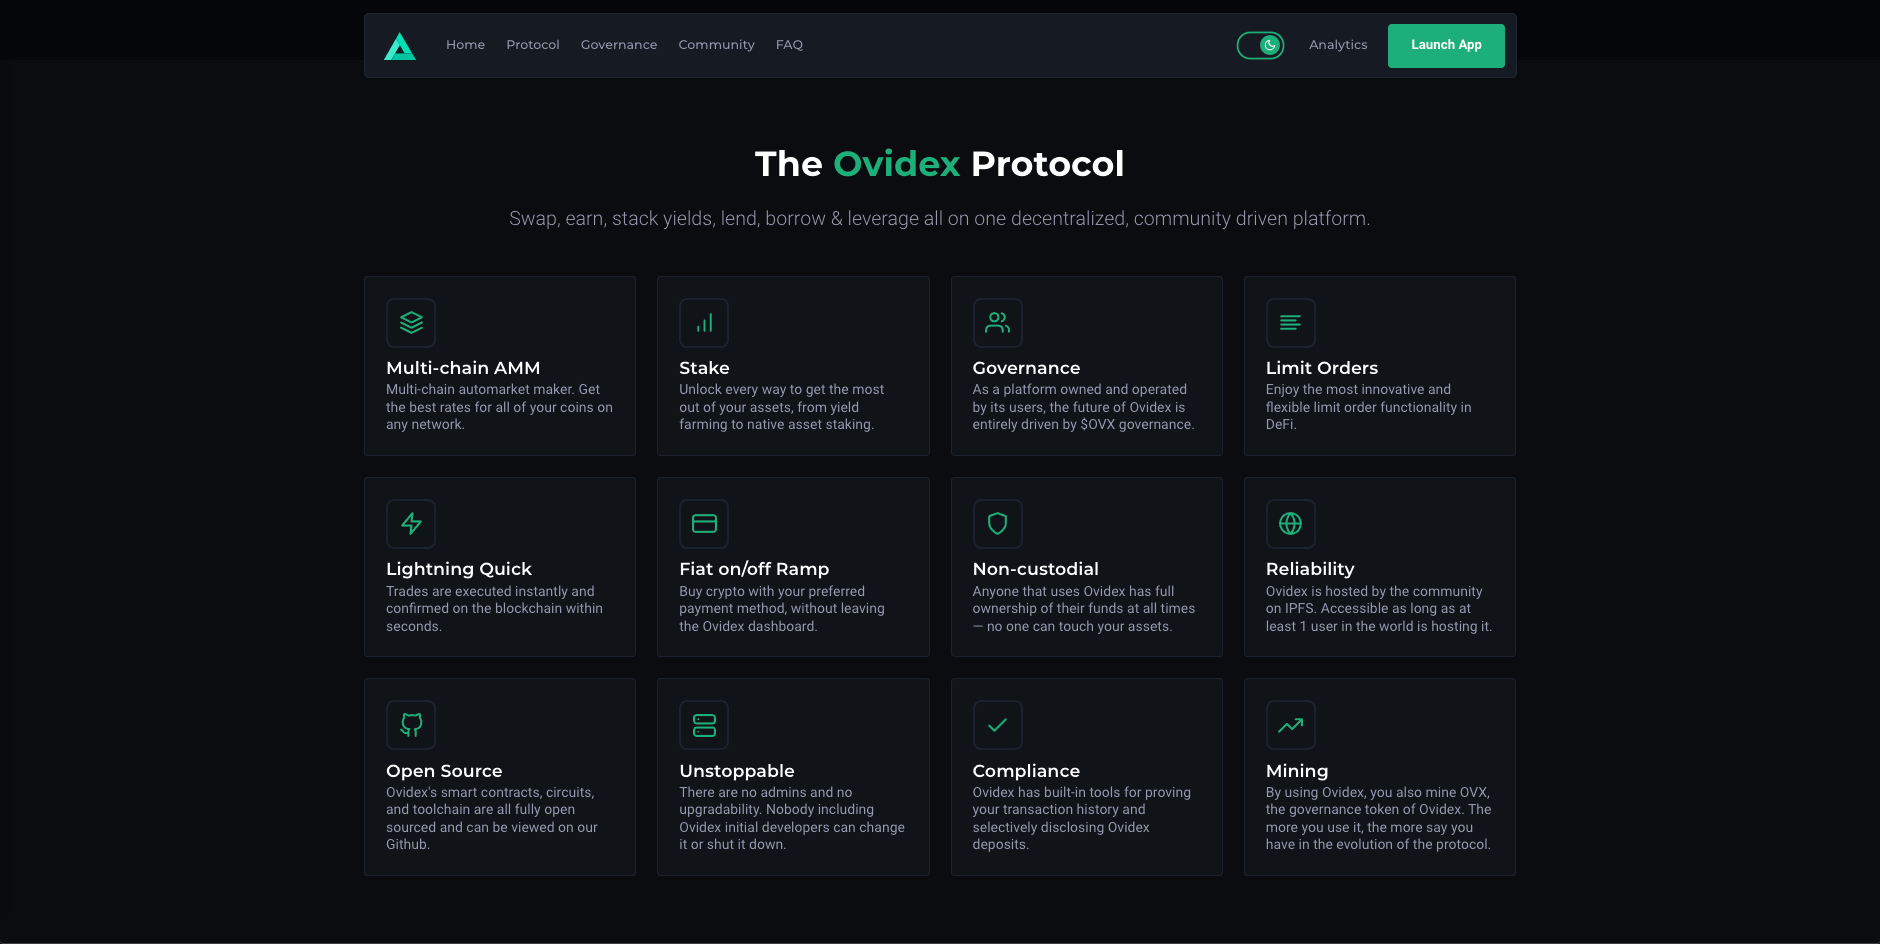 Home Protocol Governance Community FAQ Analytics Launch App
The Ovidex Protocol
Swap, earn, stack yields, lend, borrow & leverage all on one decentralized, community driven platform.
Multi-chain AMM
Multi-chain automarket maker. Get
the best rates for all of your coins on
any network.
Stake
Unlock every way to get the most
out of your assets, from yield
farming to native asset staking.
Governance
As a platform owned and operated
by its users, the future of Ovidex is
entirely driven by $OVX governance.
Limit Orders
Enjoy the most innovative and
flexible limit order functionality in
DeFi.
Lightning Quick
Trades are executed instantly and
confirmed on the blockchain within
seconds.
Fiat on/off Ramp
Buy crypto with your preferred
payment method, without leaving
the Ovidex dashboard.
Non-custodial
Anyone that uses Ovidex has full
ownership of their funds at all times
— no one can touch your assets.
Reliability
Ovidex is hosted by the community
on IPFS. Accessible as long as at
least 1 user in the world is hosting it.
Open Source
Ovidex's smart contracts, circuits,
and toolchain are all fully open
sourced and can be viewed on our
Github.
Unstoppable
There are no admins and no
upgradability. Nobody including
Ovidex initial developers can change
it or shut it down.
Compliance
Ovidex has built-in tools for proving
your transaction history and
selectively disclosing Ovidex
deposits.
Mining
By using Ovidex, you also mine OVX,
the governance token of Ovidex. The
more you use it, the more say you
have in the evolution of the protocol.